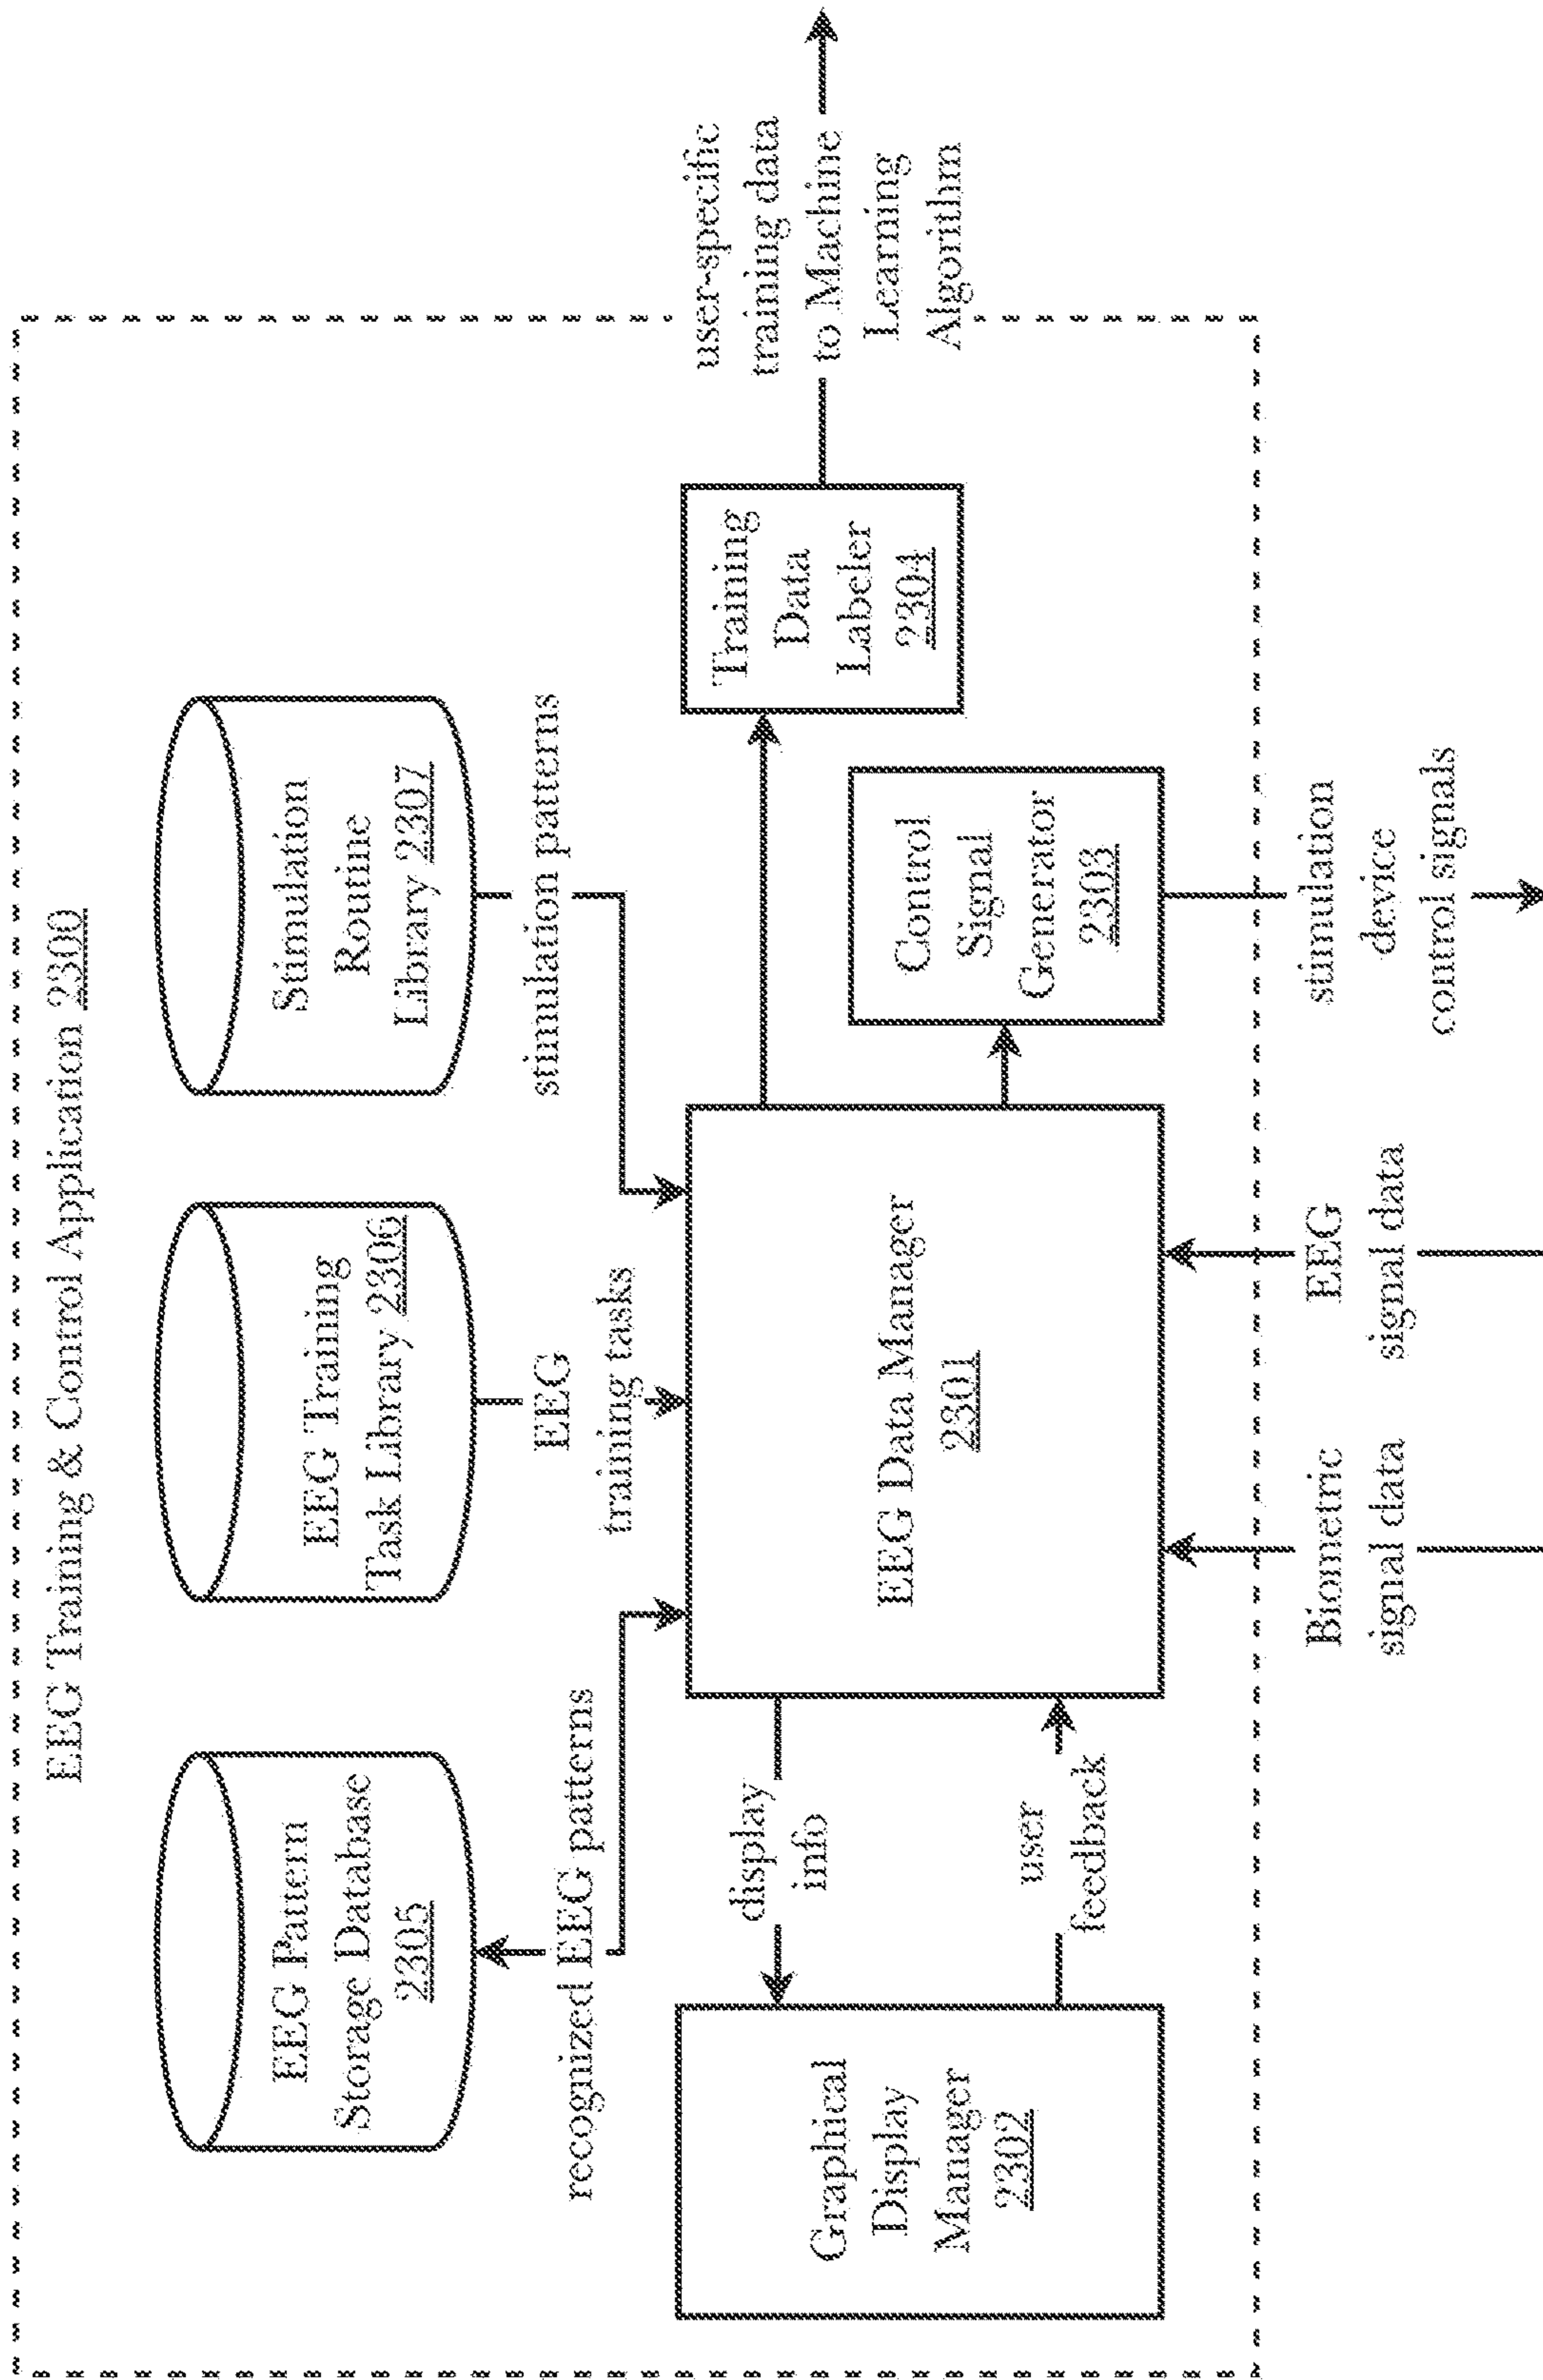 EEG Training & Control Application 2300
EEG Pattern
Storage Database
2305
EEG Training
Task Library 2306
Stimulation
Routine
Library 2307
recognized EEG patterns
EEG
training tasks
stimulation patterns
Graphical
Display
Manager
2302
display
info
user
feedback
EEG Data Manager
2301
Control
Signal
Generator
2303
Training
Data
Labeler
2304
user-specific
training data
to Machine
Learning
Algorithm
Biometric
signal data
EEG
signal data
stimulation
device
control signals